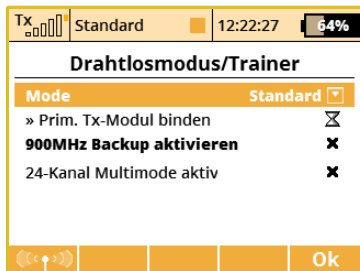 Tx Standard 12:22:27 64%
Drahtlosmodus/Trainer
Mode Standard
» Prim. Tx-Modul binden
900MHz Backup aktivieren
24-Kanal Multimode aktiv
Ok